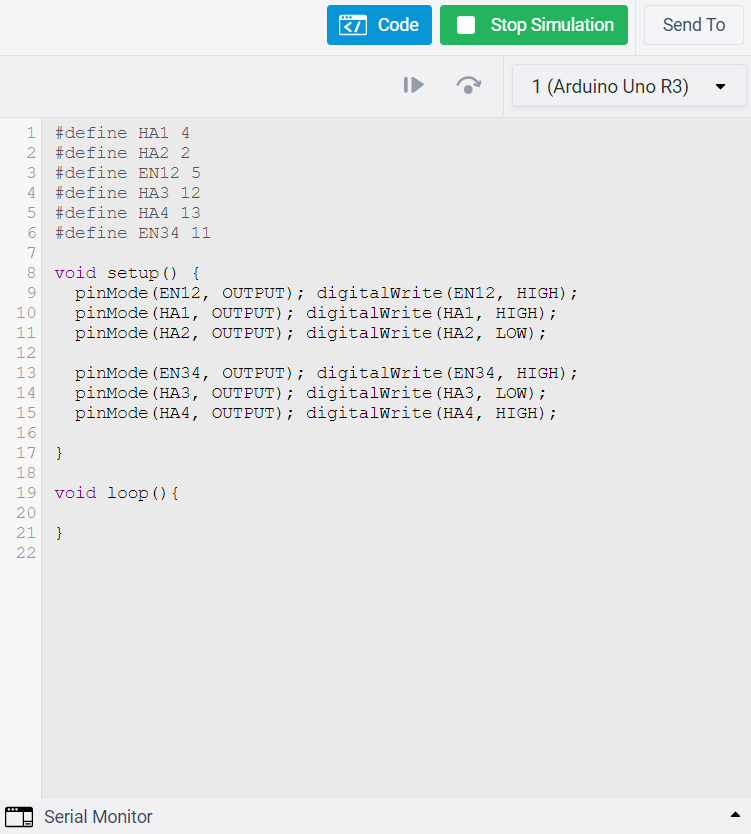 </> Code Stop Simulation Send To
1 (Arduino Uno R3)
1 #define HA1 4
2 #define HA2 2
3 #define EN12 5
4 #define HA3 12
5 #define HA4 13
6 #define EN34 11
7
8 void setup() {
9   pinMode(EN12, OUTPUT); digitalWrite(EN12, HIGH);
10   pinMode(HA1, OUTPUT); digitalWrite(HA1, HIGH);
11   pinMode(HA2, OUTPUT); digitalWrite(HA2, LOW);
12
13   pinMode(EN34, OUTPUT); digitalWrite(EN34, HIGH);
14   pinMode(HA3, OUTPUT); digitalWrite(HA3, LOW);
15   pinMode(HA4, OUTPUT); digitalWrite(HA4, HIGH);
16
17 }
18
19 void loop(){
20
21 }
22
Serial Monitor